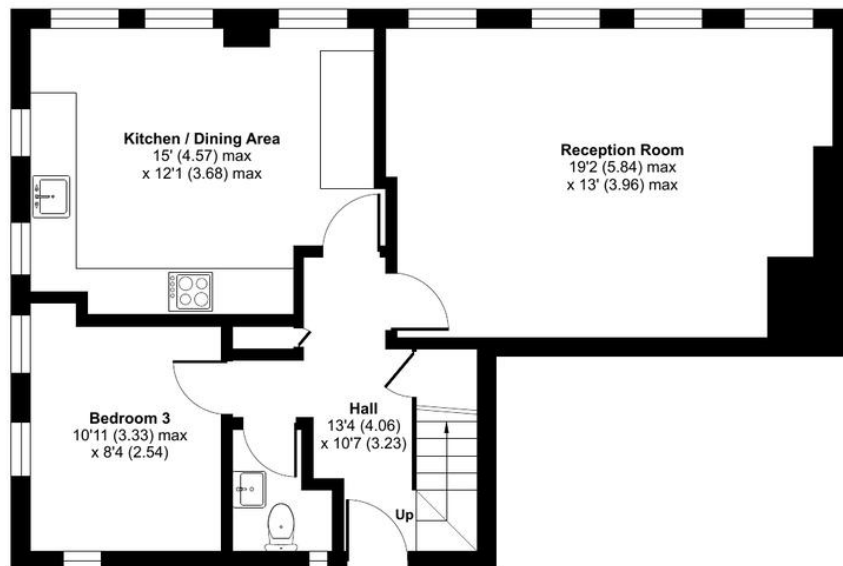 Kitchen / Dining Area
15' (4.57) max
x 12'1 (3.68) max
Reception Room
19'2 (5.84) max
x 13' (3.96) max
Bedroom 3
10'11 (3.33) max
x 8'4 (2.54)
Hall
13'4 (4.06)
x 10'7 (3.23)
Up